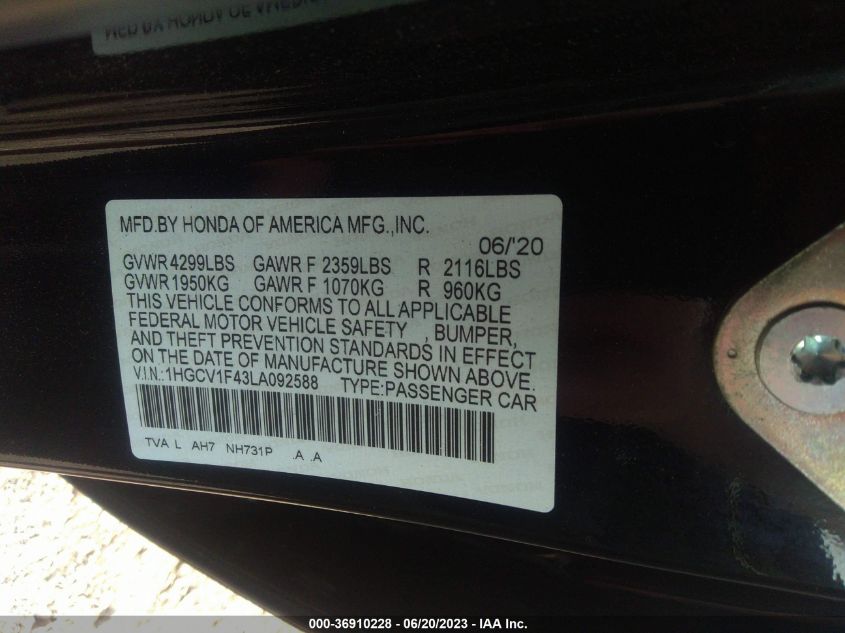 MFD.BY HONDA OF AMERICA MFG.,INC.
06/'20
GVWR 4299LBS GAWR F 2359LBS R 2116LBS
GVWR 1950KG GAWR F 1070KG R 960KG
THIS VEHICLE CONFORMS TO ALL APPLICABLE
FEDERAL MOTOR VEHICLE SAFETY , BUMPER,
AND THEFT PREVENTION STANDARDS IN EFFECT
ON THE DATE OF MANUFACTURE SHOWN ABOVE.
V.I.N.:1HGCV1F43LA092588 TYPE:PASSENGER CAR
TVA L AH7 NH731P .A .A
000-36910228 - 06/20/2023 - IAA Inc.